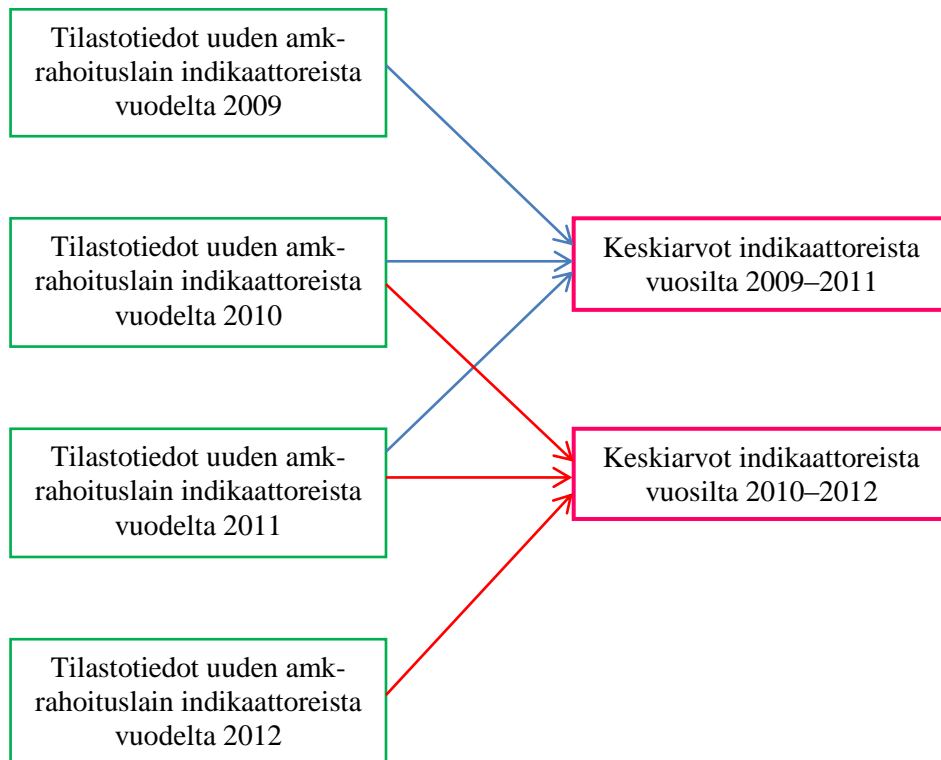 Tilastotiedot uuden amk-
rahoituslain indikaattoreista
vuodelta 2009
Tilastotiedot uuden amk-
rahoituslain indikaattoreista
vuodelta 2010
Keskiarvot indikaattoreista
vuosilta 2009–2011
Tilastotiedot uuden amk-
rahoituslain indikaattoreista
vuodelta 2011
Keskiarvot indikaattoreista
vuosilta 2010–2012
Tilastotiedot uuden amk-
rahoituslain indikaattoreista
vuodelta 2012